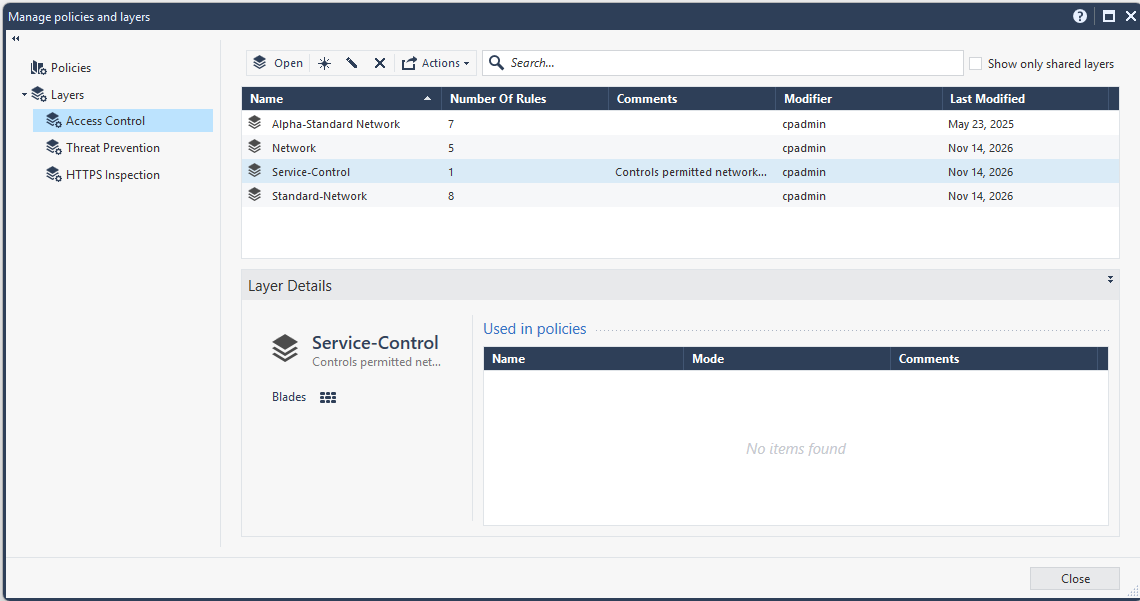 Manage policies and layers
Policies
Layers
Access Control
Threat Prevention
HTTPS Inspection
Open Actions Search... Show only shared layers
Name Number Of Rules Comments Modifier Last Modified
Alpha-Standard Network 7 cpadmin May 23, 2025
Network 5 cpadmin Nov 14, 2026
Service-Control 1 Controls permitted network... cpadmin Nov 14, 2026
Standard-Network 8 cpadmin Nov 14, 2026
Layer Details
Service-Control
Controls permitted net...
Blades
Used in policies
Name Mode Comments
No items found
Close